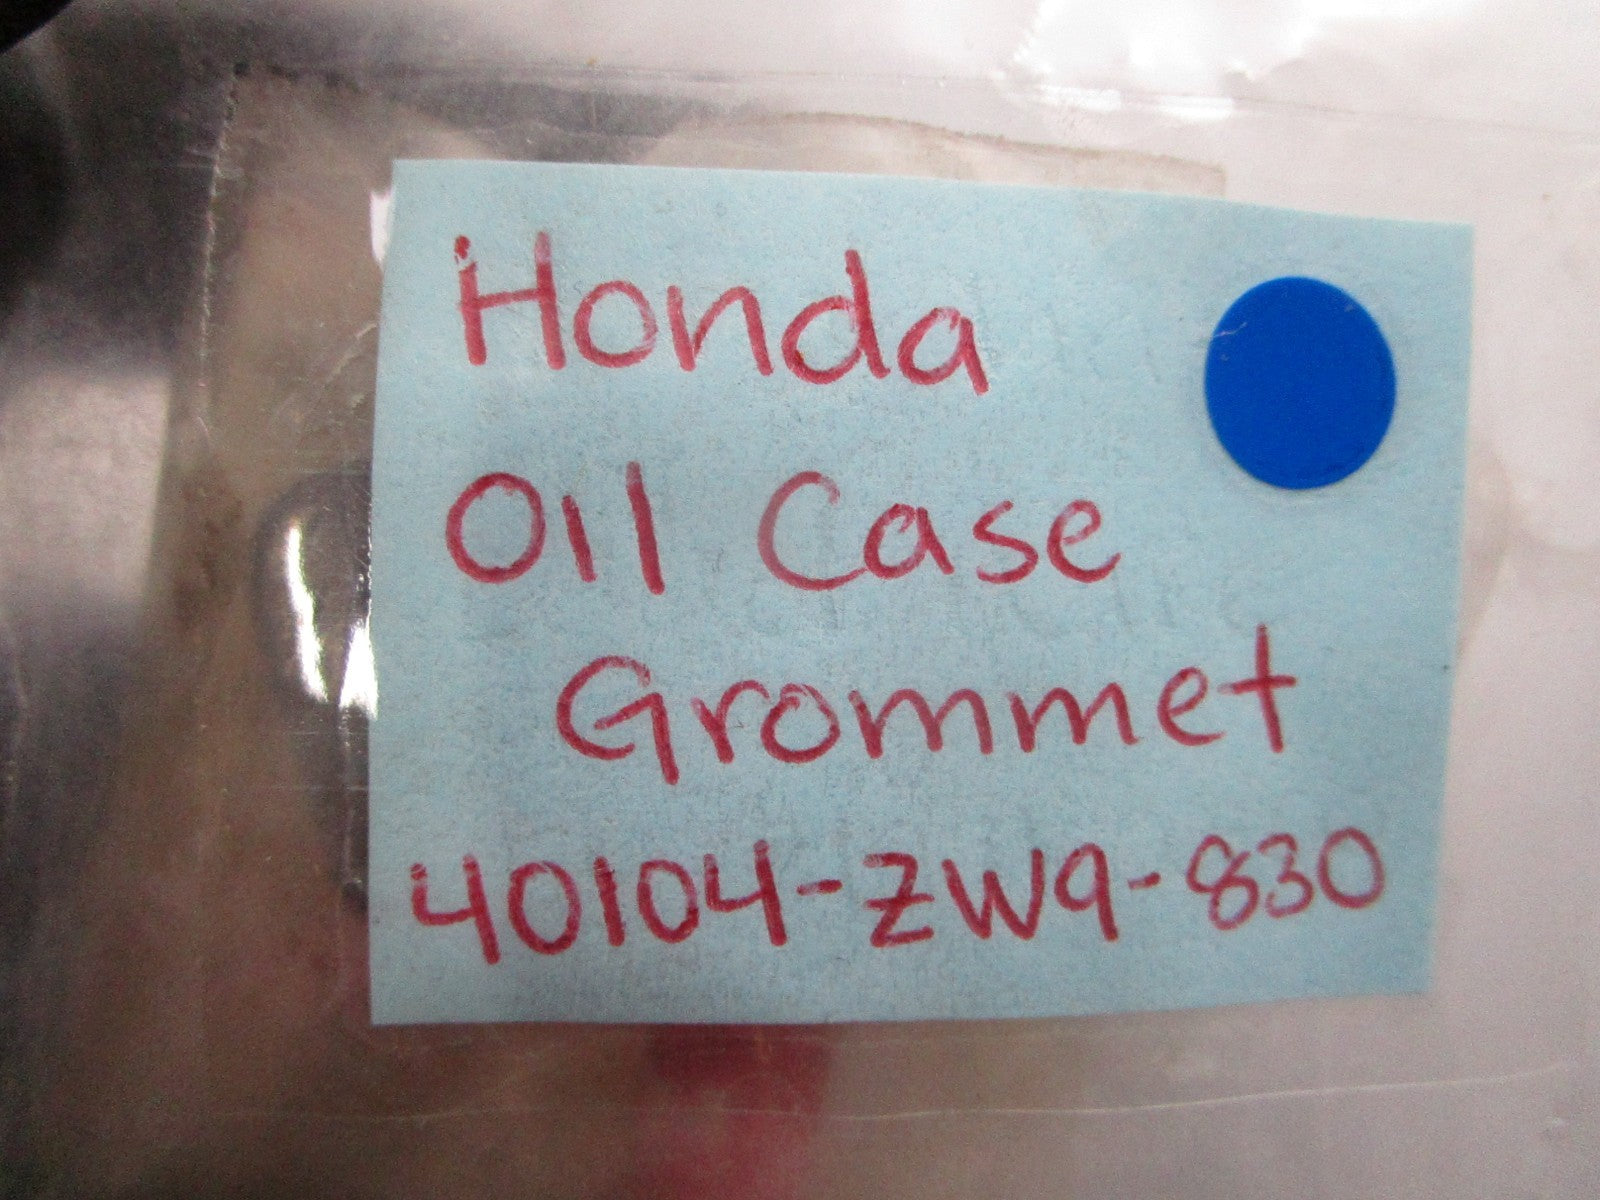 Honda
Oil Case
Grommet
40104-ZW9-830